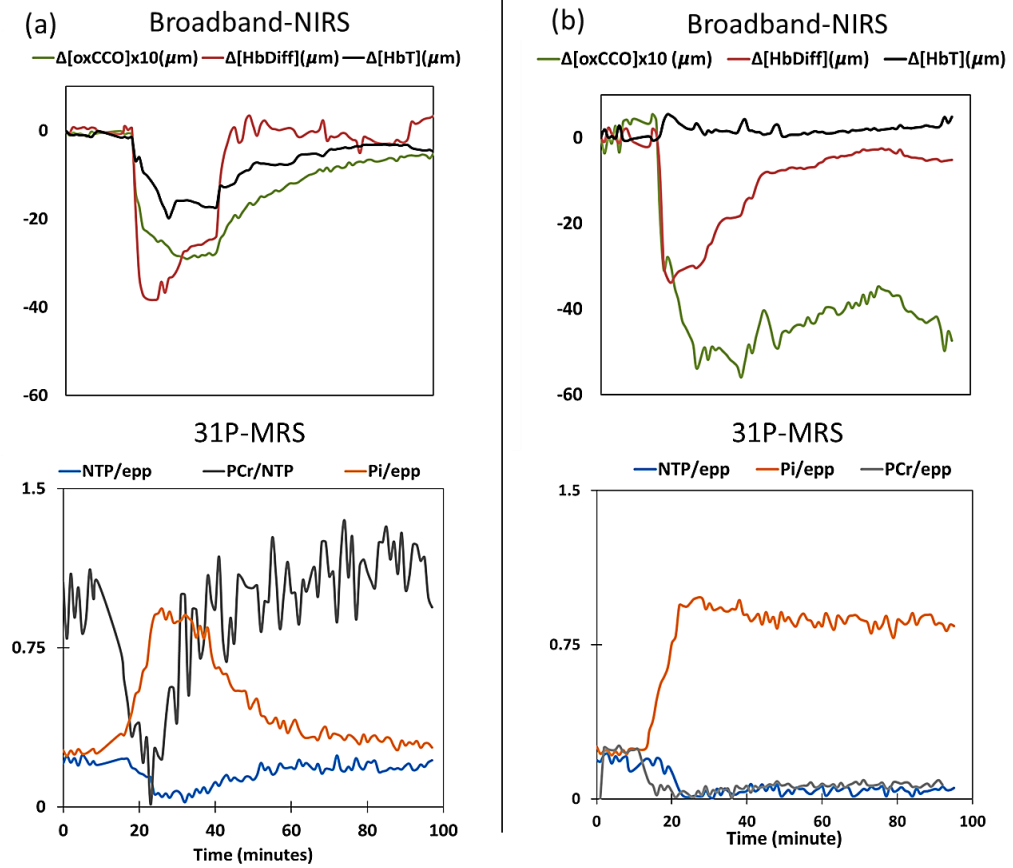 (a)
Broadband-NIRS
Δ[oxCCO]x10(μm) Δ[HbDiff](μm) Δ[HbT](μm)
0
-20
-40
-60
31P-MRS
NTP/epp PCr/NTP Pi/epp
1.5
0.75
0
0 20 40 60 80 100
Time (minutes)
(b)
Broadband-NIRS
Δ[oxCCO]x10 (μm) Δ[HbDiff](μm) Δ[HbT](μm)
0
-20
-40
-60
31P-MRS
NTP/epp Pi/epp PCr/epp
1.5
0.75
0
0 20 40 60 80 100
Time (minute)